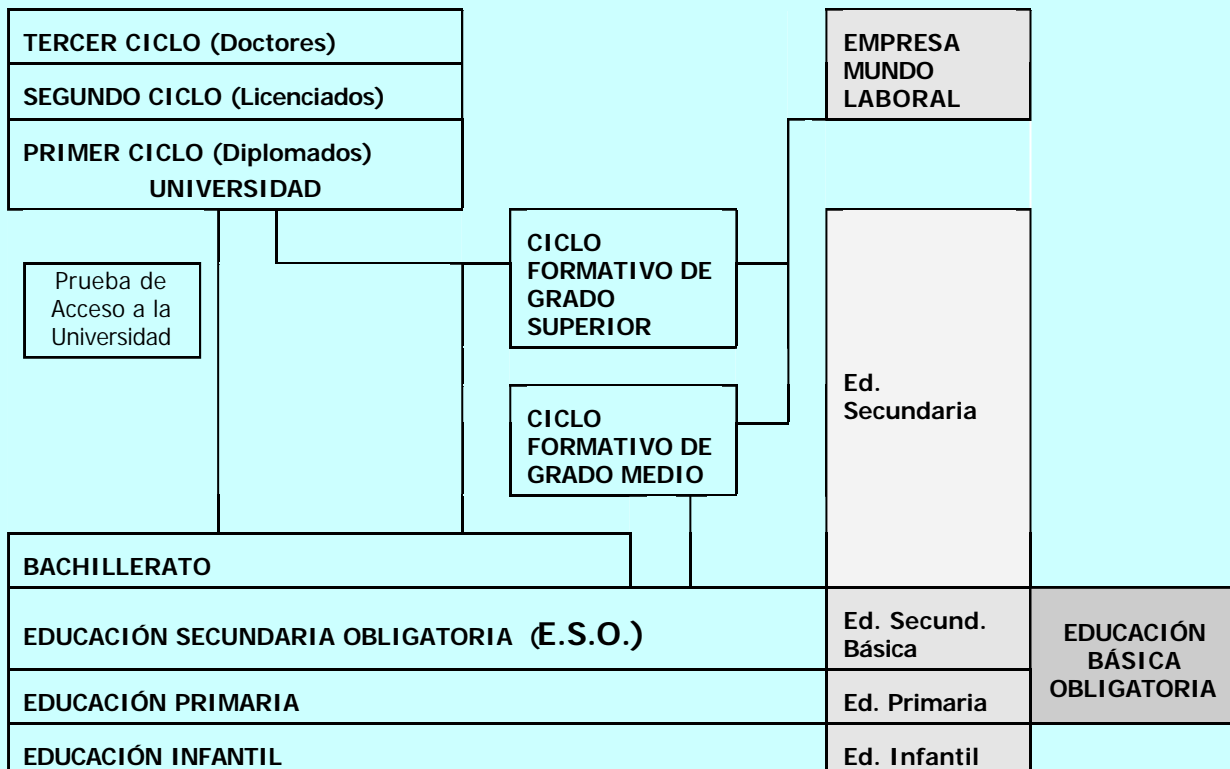 TERCER CICLO (Doctores)
SEGUNDO CICLO (Licenciados)
PRIMER CICLO (Diplomados)
UNIVERSIDAD
EMPRESA
MUNDO
LABORAL
Prueba de
Acceso a la
Universidad
CICLO
FORMATIVO DE
GRADO
SUPERIOR
CICLO
FORMATIVO DE
GRADO MEDIO
Ed.
Secundaria
BACHILLERATO
EDUCACIÓN SECUNDARIA OBLIGATORIA (E.S.O.)
Ed. Secund.
Básica
EDUCACIÓN
BÁSICA
OBLIGATORIA
EDUCACIÓN PRIMARIA
Ed. Primaria
EDUCACIÓN INFANTIL
Ed. Infantil